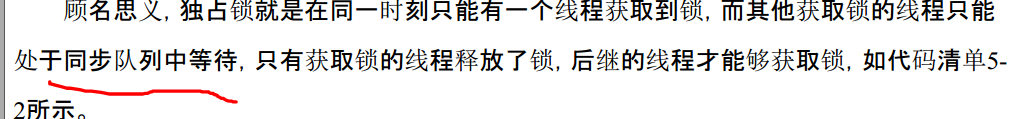 顾名思义，独占锁就是在同一时刻只能有一个线程获取到锁，而其他获取锁的线程只能
处于同步队列中等待，只有获取锁的线程释放了锁，后继的线程才能够获取锁，如代码清单5-
2所示。